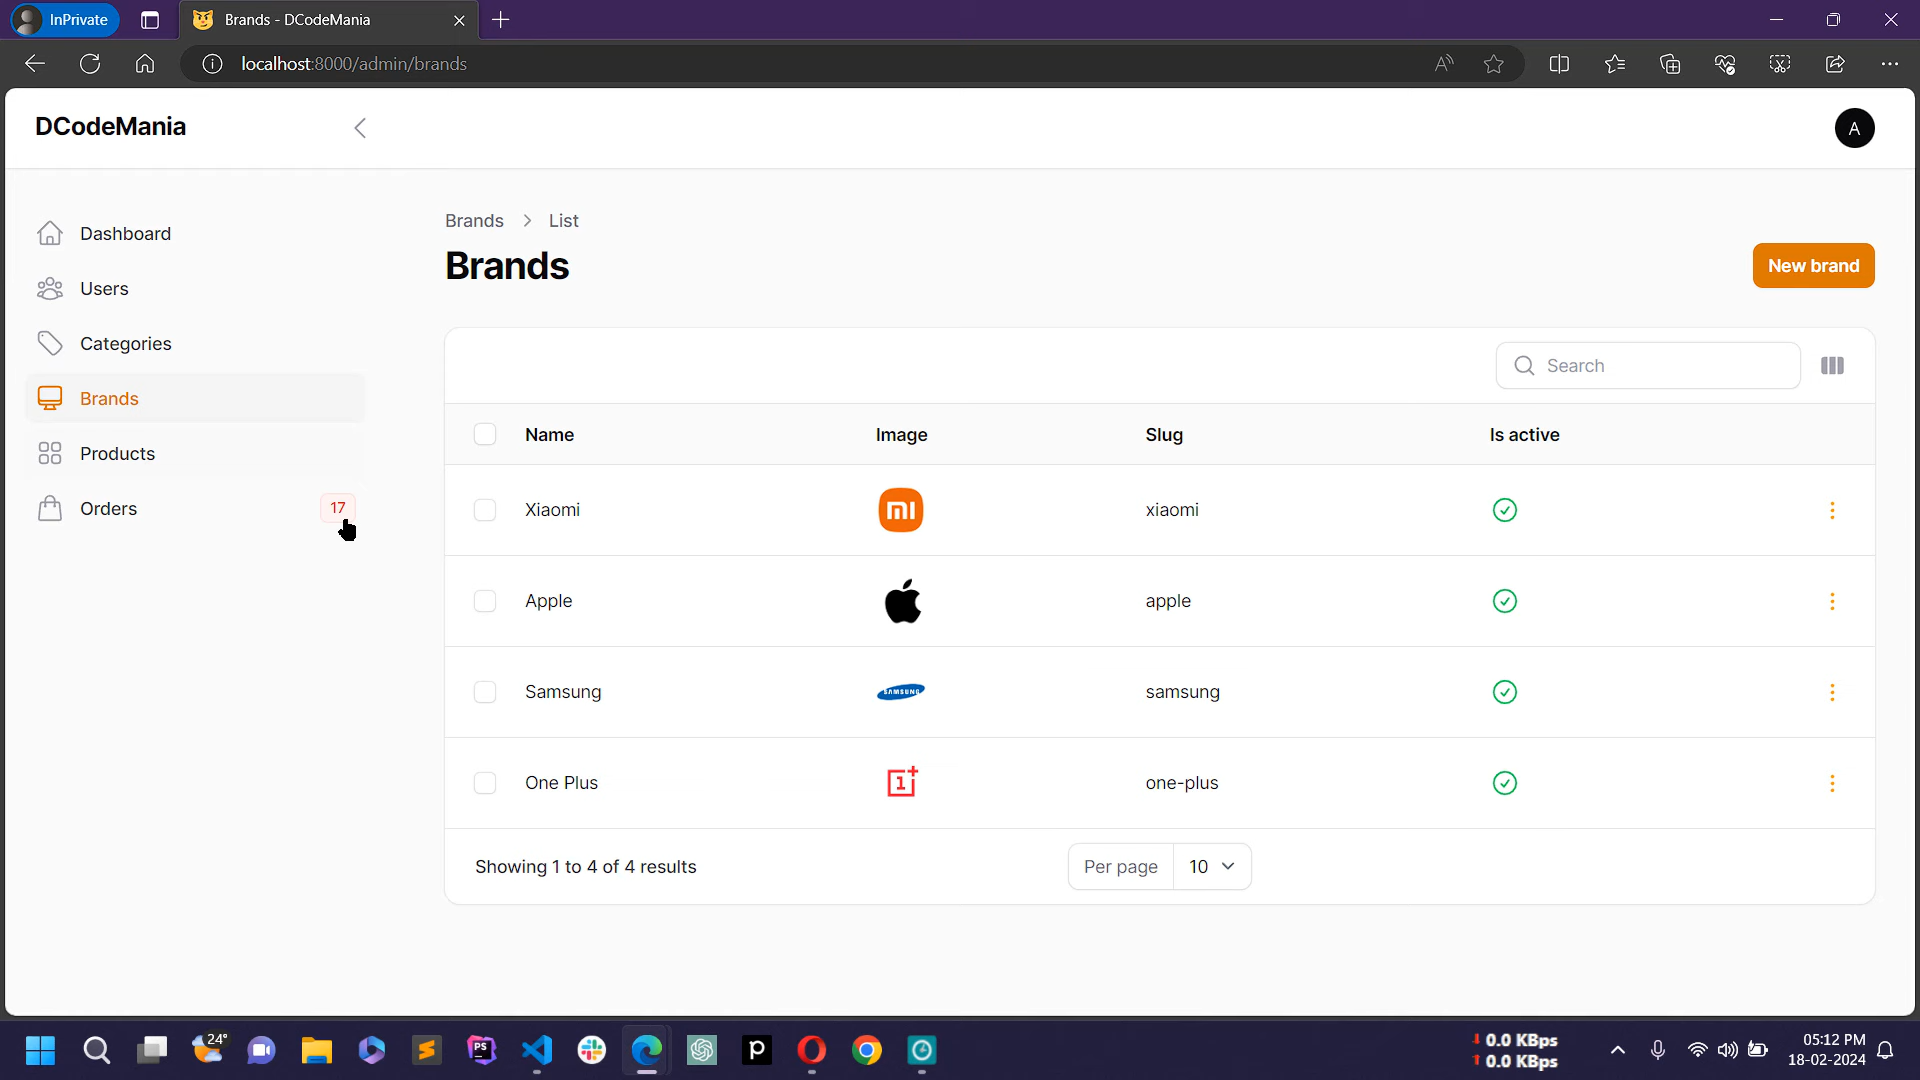 InPrivate
Brands - DCodeMania
localhost:8000/admin/brands
DCodeMania
A
Dashboard
Users
Categories
Brands
Products
Orders 17
Brands > List
Brands
New brand
Search
Name Image Slug Is active
Xiaomi mi xiaomi
Apple apple
Samsung SAMSUNG samsung
One Plus 1+ one-plus
Showing 1 to 4 of 4 results
Per page 10
24°
PS
P
0.0 KBps
0.0 KBps
05:12 PM
18-02-2024